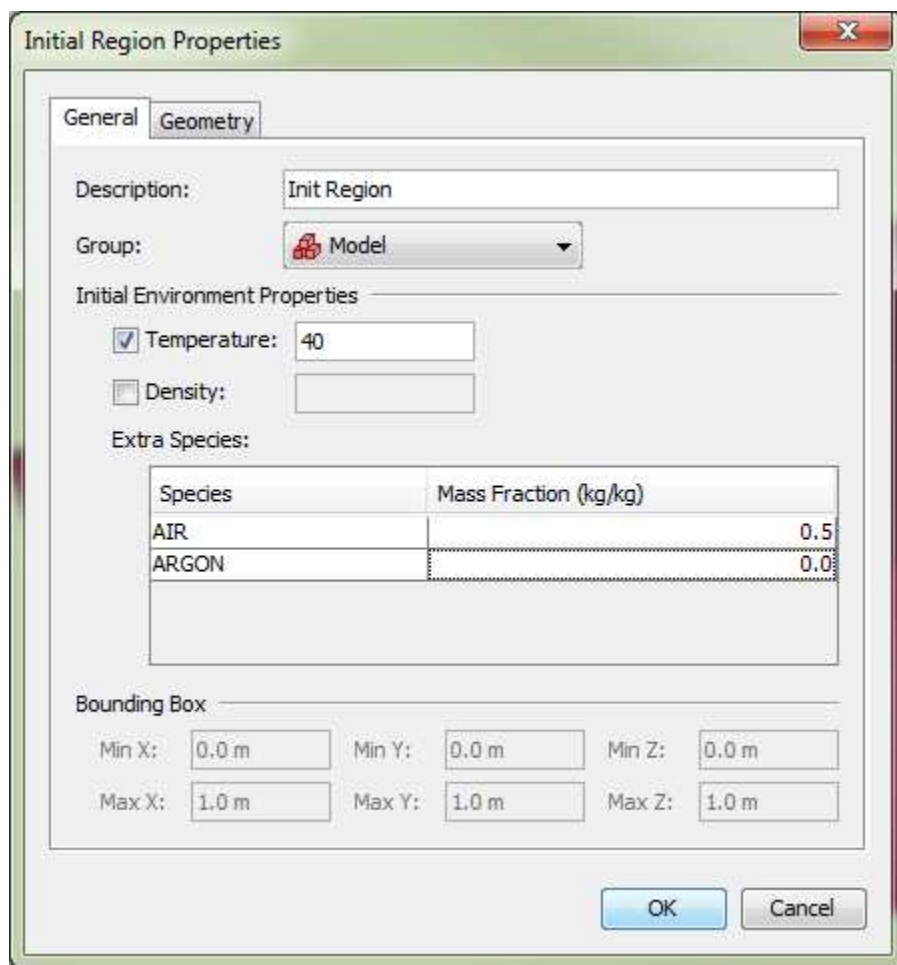 Initial Region Properties
General Geometry
Description: Init Region
Group: Model
Initial Environment Properties
Temperature: 40
Density:
Extra Species:
Species Mass Fraction (kg/kg)
AIR 0.5
ARGON 0.0
Bounding Box
Min X: 0.0 m Min Y: 0.0 m Min Z: 0.0 m
Max X: 1.0 m Max Y: 1.0 m Max Z: 1.0 m
OK Cancel